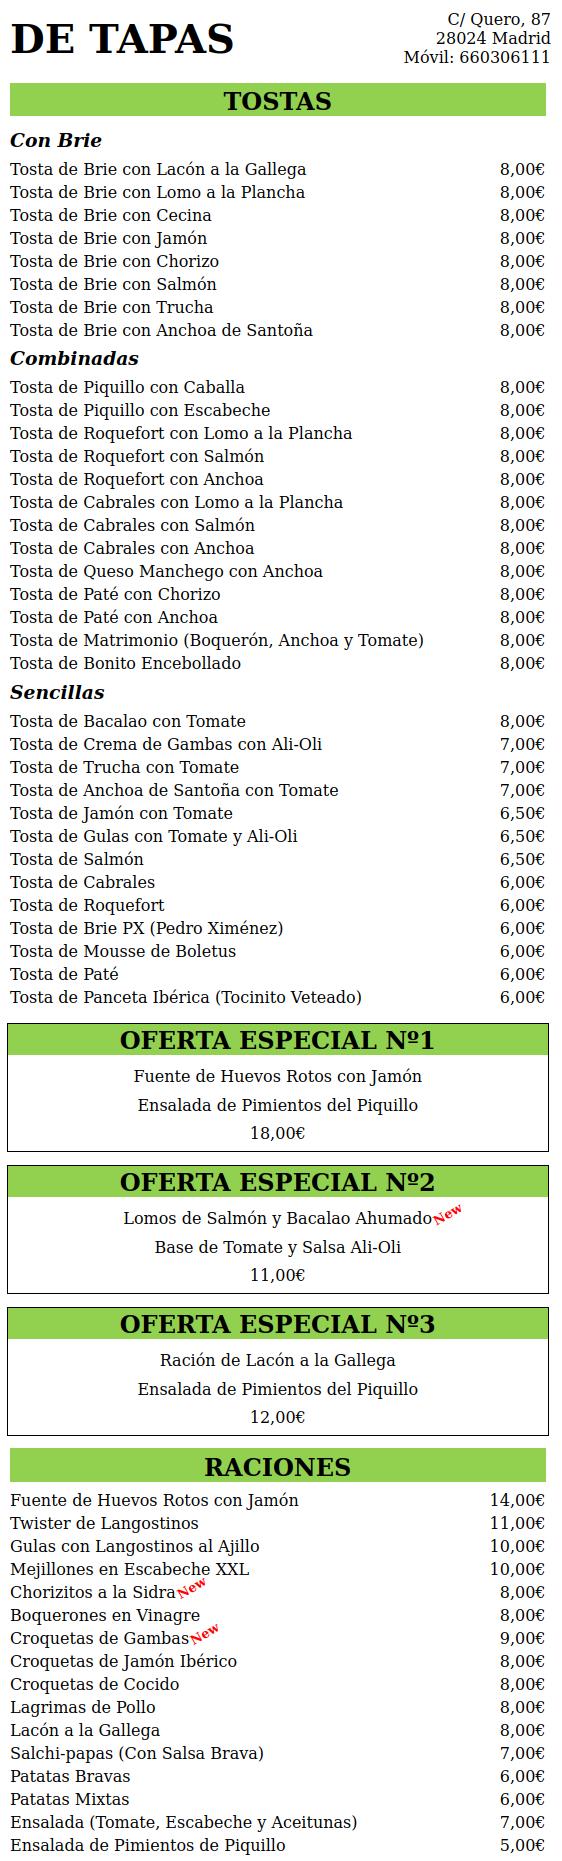 DE TAPAS
C/ Quero, 87
28024 Madrid
Móvil: 660306111
TOSTAS
Con Brie
Tosta de Brie con Lacón a la Gallega 8,00€
Tosta de Brie con Lomo a la Plancha 8,00€
Tosta de Brie con Cecina 8,00€
Tosta de Brie con Jamón 8,00€
Tosta de Brie con Chorizo 8,00€
Tosta de Brie con Salmón 8,00€
Tosta de Brie con Trucha 8,00€
Tosta de Brie con Anchoa de Santoña 8,00€
Combinadas
Tosta de Piquillo con Caballa 8,00€
Tosta de Piquillo con Escabeche 8,00€
Tosta de Roquefort con Lomo a la Plancha 8,00€
Tosta de Roquefort con Salmón 8,00€
Tosta de Roquefort con Anchoa 8,00€
Tosta de Cabrales con Lomo a la Plancha 8,00€
Tosta de Cabrales con Salmón 8,00€
Tosta de Cabrales con Anchoa 8,00€
Tosta de Queso Manchego con Anchoa 8,00€
Tosta de Paté con Chorizo 8,00€
Tosta de Paté con Anchoa 8,00€
Tosta de Matrimonio (Boquerón, Anchoa y Tomate) 8,00€
Tosta de Bonito Encebollado 8,00€
Sencillas
Tosta de Bacalao con Tomate 8,00€
Tosta de Crema de Gambas con Ali-Oli 7,00€
Tosta de Trucha con Tomate 7,00€
Tosta de Anchoa de Santoña con Tomate 7,00€
Tosta de Jamón con Tomate 6,50€
Tosta de Gulas con Tomate y Ali-Oli 6,50€
Tosta de Salmón 6,50€
Tosta de Cabrales 6,00€
Tosta de Roquefort 6,00€
Tosta de Brie PX (Pedro Ximénez) 6,00€
Tosta de Mousse de Boletus 6,00€
Tosta de Paté 6,00€
Tosta de Panceta Ibérica (Tocinito Veteado) 6,00€
OFERTA ESPECIAL Nº1
Fuente de Huevos Rotos con Jamón
Ensalada de Pimientos del Piquillo
18,00€
OFERTA ESPECIAL Nº2
Lomos de Salmón y Bacalao Ahumado New
Base de Tomate y Salsa Ali-Oli
11,00€
OFERTA ESPECIAL Nº3
Ración de Lacón a la Gallega
Ensalada de Pimientos del Piquillo
12,00€
RACIONES
Fuente de Huevos Rotos con Jamón 14,00€
Twister de Langostinos 11,00€
Gulas con Langostinos al Ajillo 10,00€
Mejillones en Escabeche XXL 10,00€
Chorizitos a la Sidra New 8,00€
Boquerones en Vinagre 8,00€
Croquetas de Gambas New 9,00€
Croquetas de Jamón Ibérico 8,00€
Croquetas de Cocido 8,00€
Lagrimas de Pollo 8,00€
Lacón a la Gallega 8,00€
Salchi-papas (Con Salsa Brava) 7,00€
Patatas Bravas 6,00€
Patatas Mixtas 6,00€
Ensalada (Tomate, Escabeche y Aceitunas) 7,00€
Ensalada de Pimientos de Piquillo 5,00€